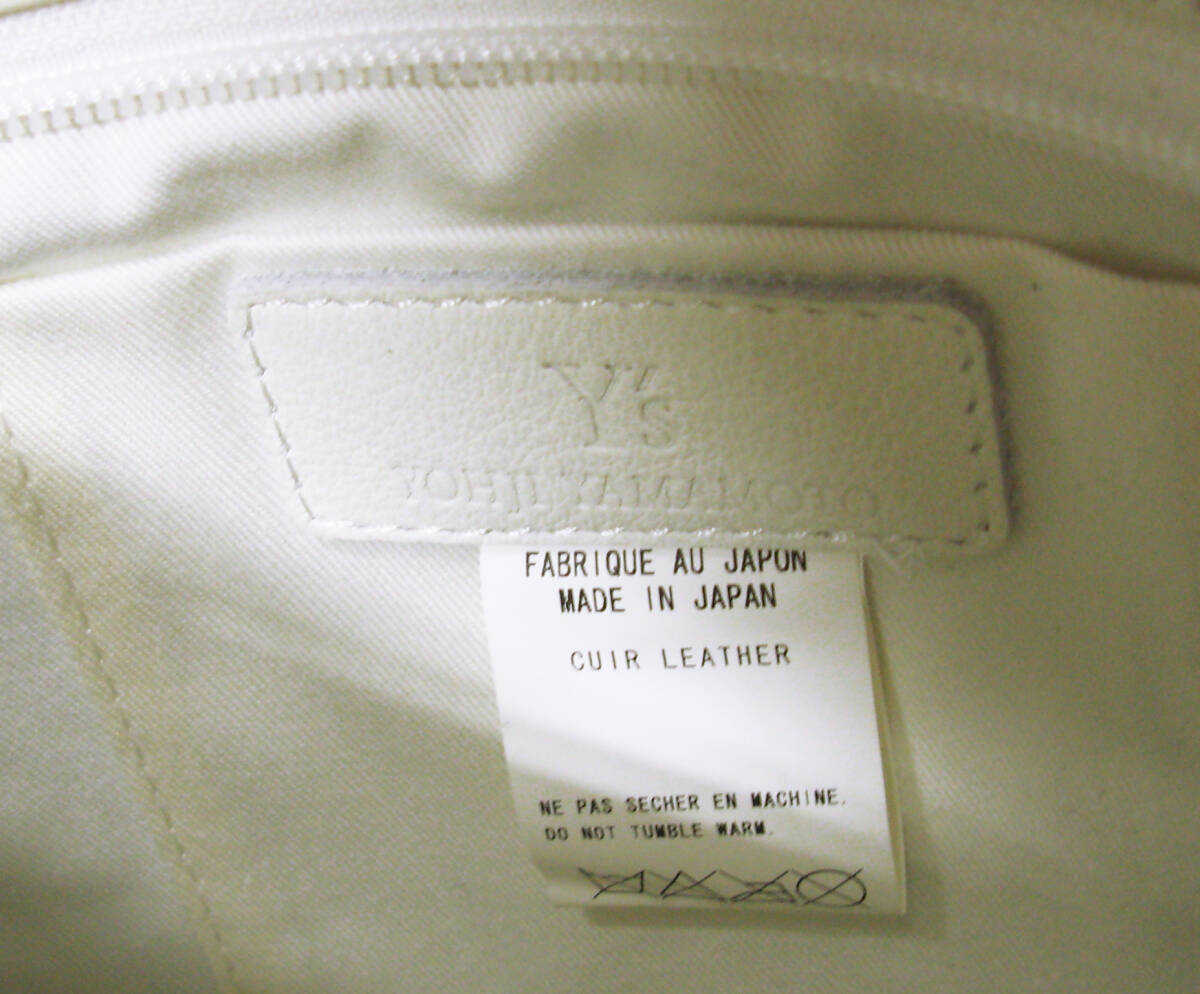 Y's
YOHJI YAMAMOTO
FABRIQUE AU JAPON
MADE IN JAPAN
CUIR LEATHER
NE PAS SECHER EN MACHINE.
DO NOT TUMBLE WARM.